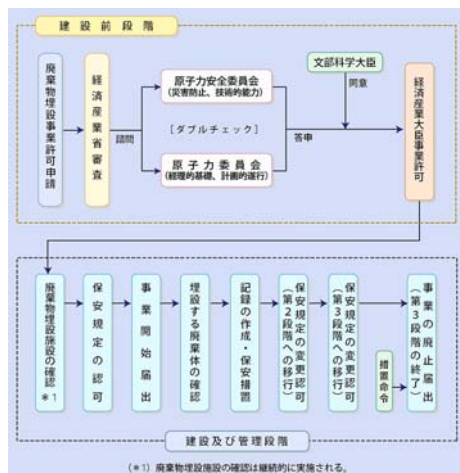 建設前段階
廃棄物埋設事業許可申請
経済産業省審査
諮問
原子力安全委員会
(災害防止、技術的能力)
[ダブルチェック]
原子力委員会
(経理的基礎、計画的遂行)
答申
文部科学大臣
同意
経済産業大臣事業許可
廃棄物埋設施設の確認
*1
保安規定の認可
事業開始届出
埋設する廃棄体の確認
記録の作成・保安措置
保安規定の変更認可
(第2段階への移行)
保安規定の変更認可
(第3段階への移行)
措置命令
事業の廃止届出
(第3段階の終了)
建設及び管理段階
(*1) 廃棄物埋設施設の確認は継続的に実施される。